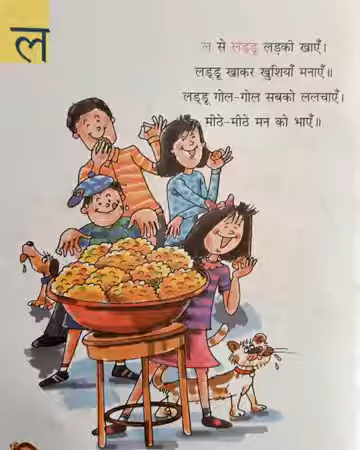 ल
ल से लड्डू लड़की खाएँ।
लड्डू खाकर खुशियाँ मनाएँ॥
लड्डू गोल-गोल सबको ललचाएँ।
मीठे-मीठे मन को भाएँ॥